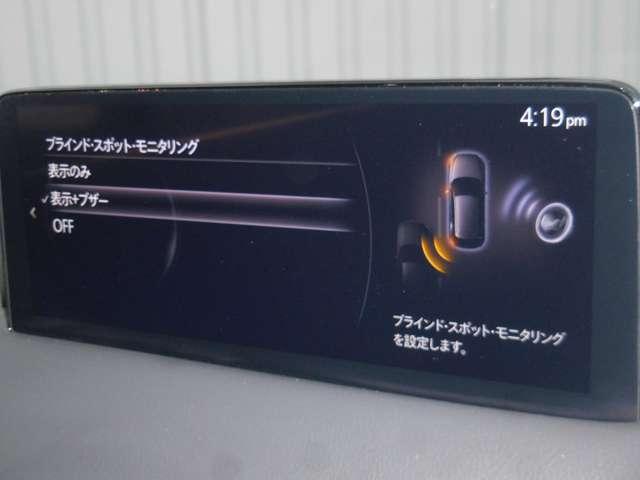 4:19pm
ブラインド・スポット・モニタリング
表示のみ
✓表示+ブザー
OFF
ブラインド・スポット・モニタリング
を設定します。